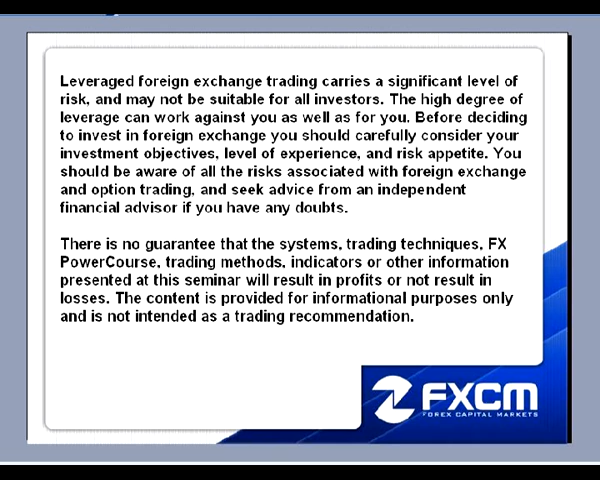 Leveraged foreign exchange trading carries a significant level of
risk, and may not be suitable for all investors. The high degree of
leverage can work against you as well as for you. Before deciding
to invest in foreign exchange you should carefully consider your
investment objectives, level of experience, and risk appetite. You
should be aware of all the risks associated with foreign exchange
and option trading, and seek advice from an independent
financial advisor if you have any doubts.
There is no guarantee that the systems, trading techniques, FX
PowerCourse, trading methods, indicators or other information
presented at this seminar will result in profits or not result in
losses. The content is provided for informational purposes only
and is not intended as a trading recommendation.
FXCM
FOREX CAPITAL MARKETS